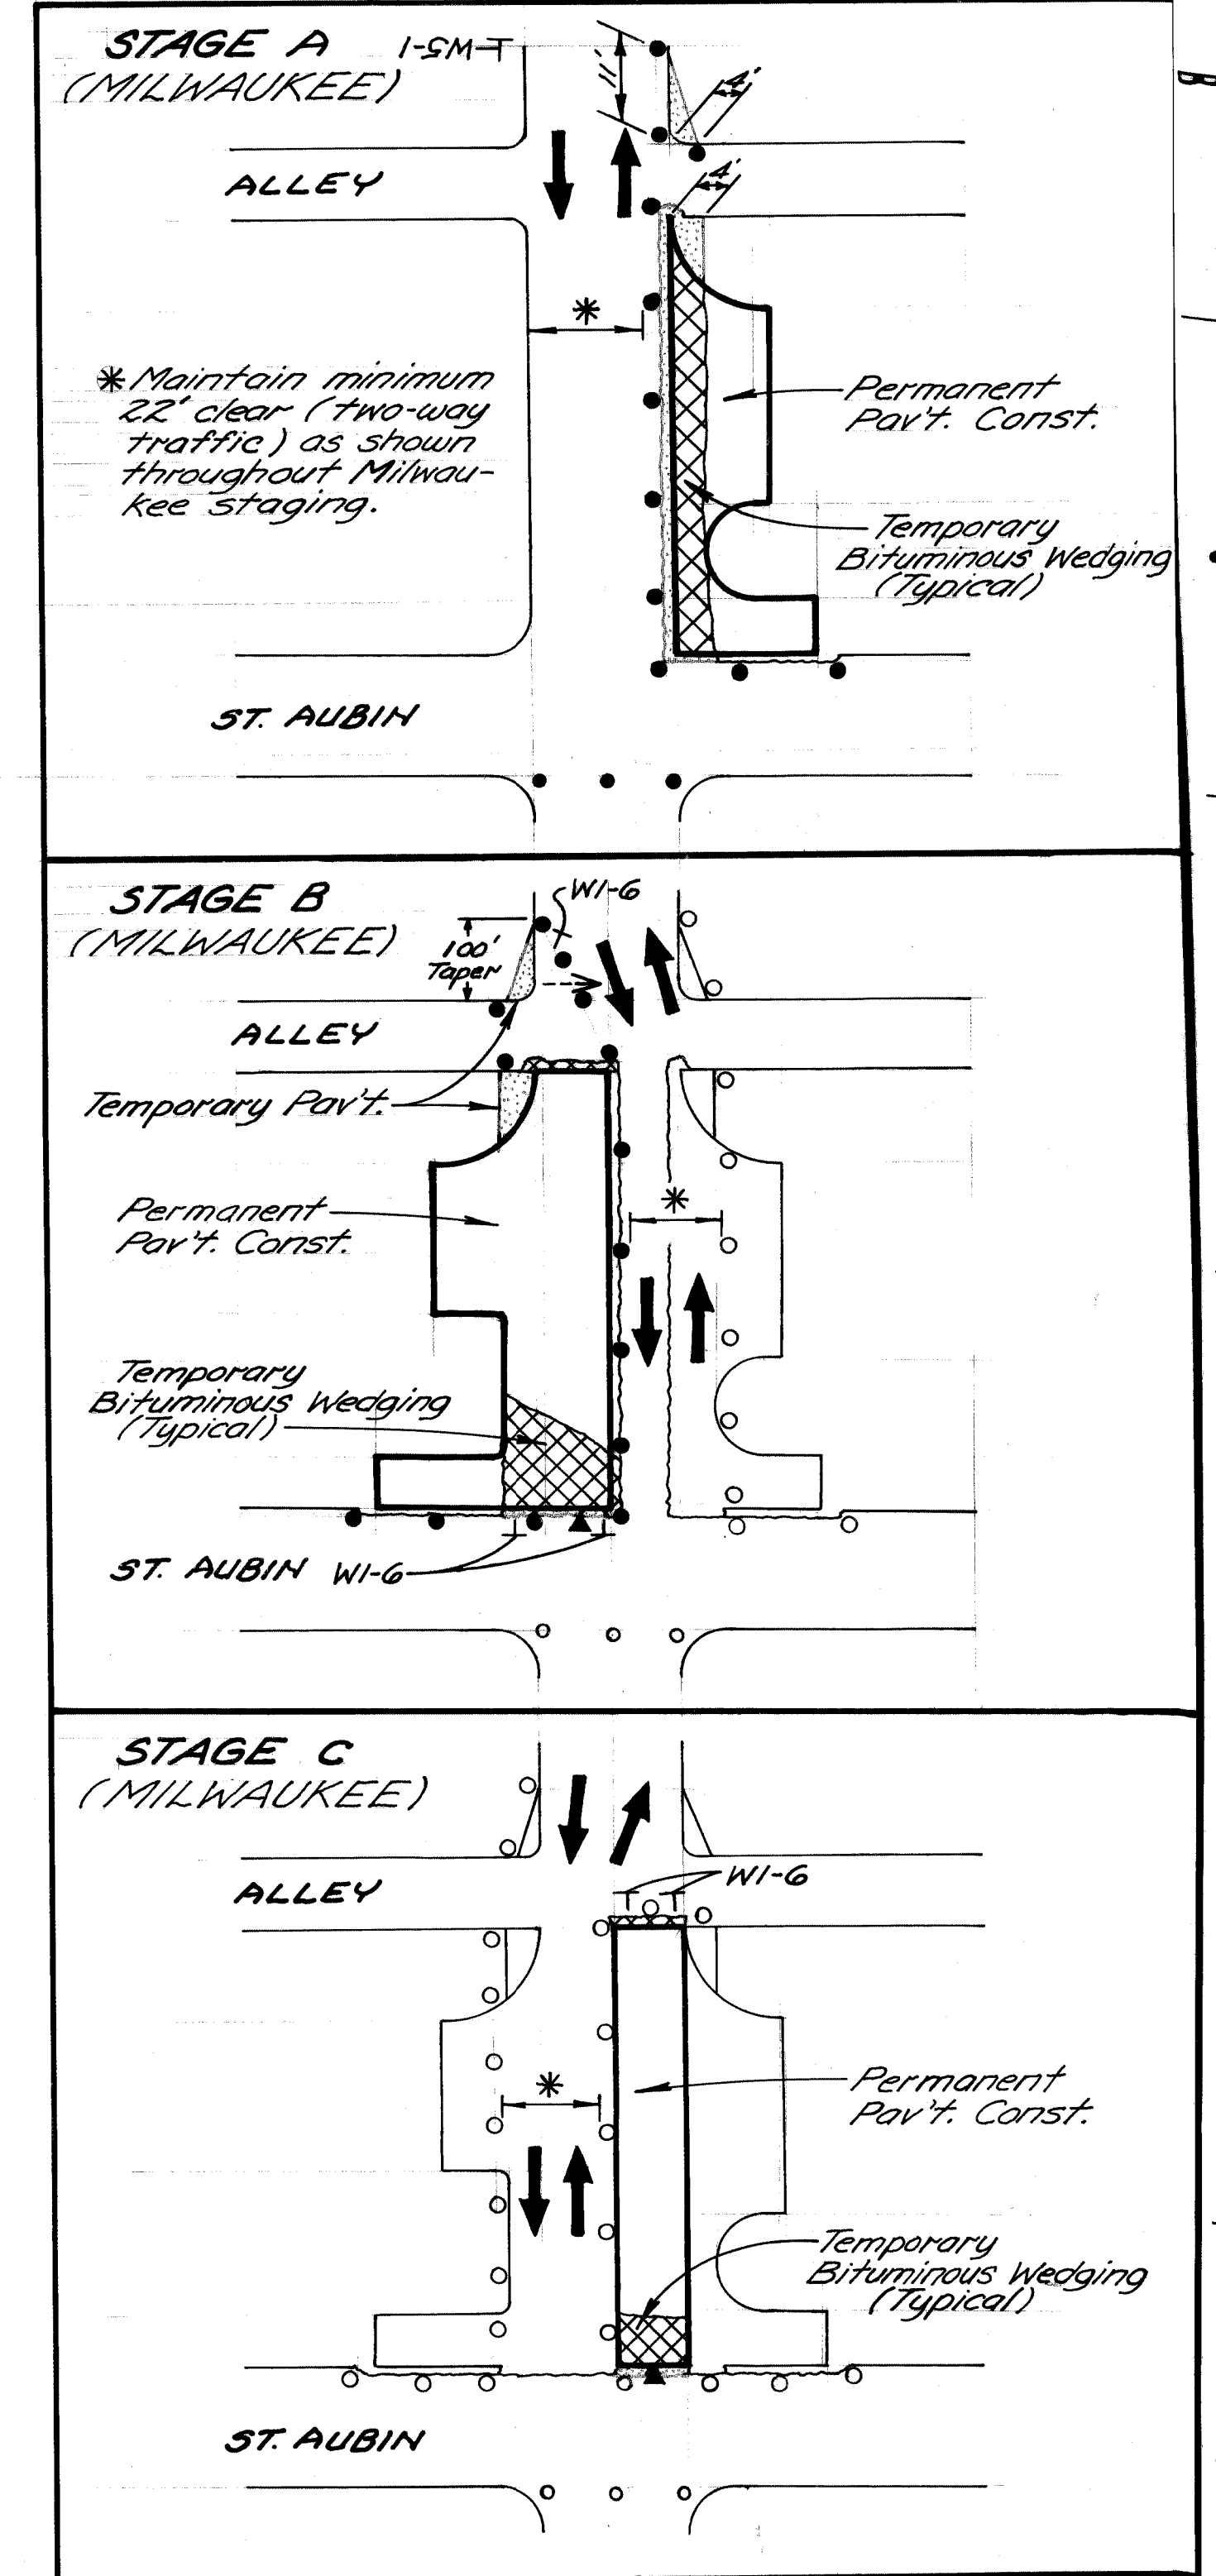 STAGE A
(MILWAUKEE)
W5-1
11'
4'
ALLEY
4'
*
* Maintain minimum
22' clear (two-way
traffic) as shown
throughout Milwau-
kee staging.
Permanent
Pav't. Const.
Temporary
Bituminous Wedging
(Typical)
ST. AUBIN
STAGE B
(MILWAUKEE)
W1-6
100'
Taper
ALLEY
Temporary Pav't.
Permanent
Pav't. Const.
*
Temporary
Bituminous Wedging
(Typical)
ST. AUBIN W1-6
STAGE C
(MILWAUKEE)
W1-6
ALLEY
*
Permanent
Pav't. Const.
Temporary
Bituminous Wedging
(Typical)
ST. AUBIN